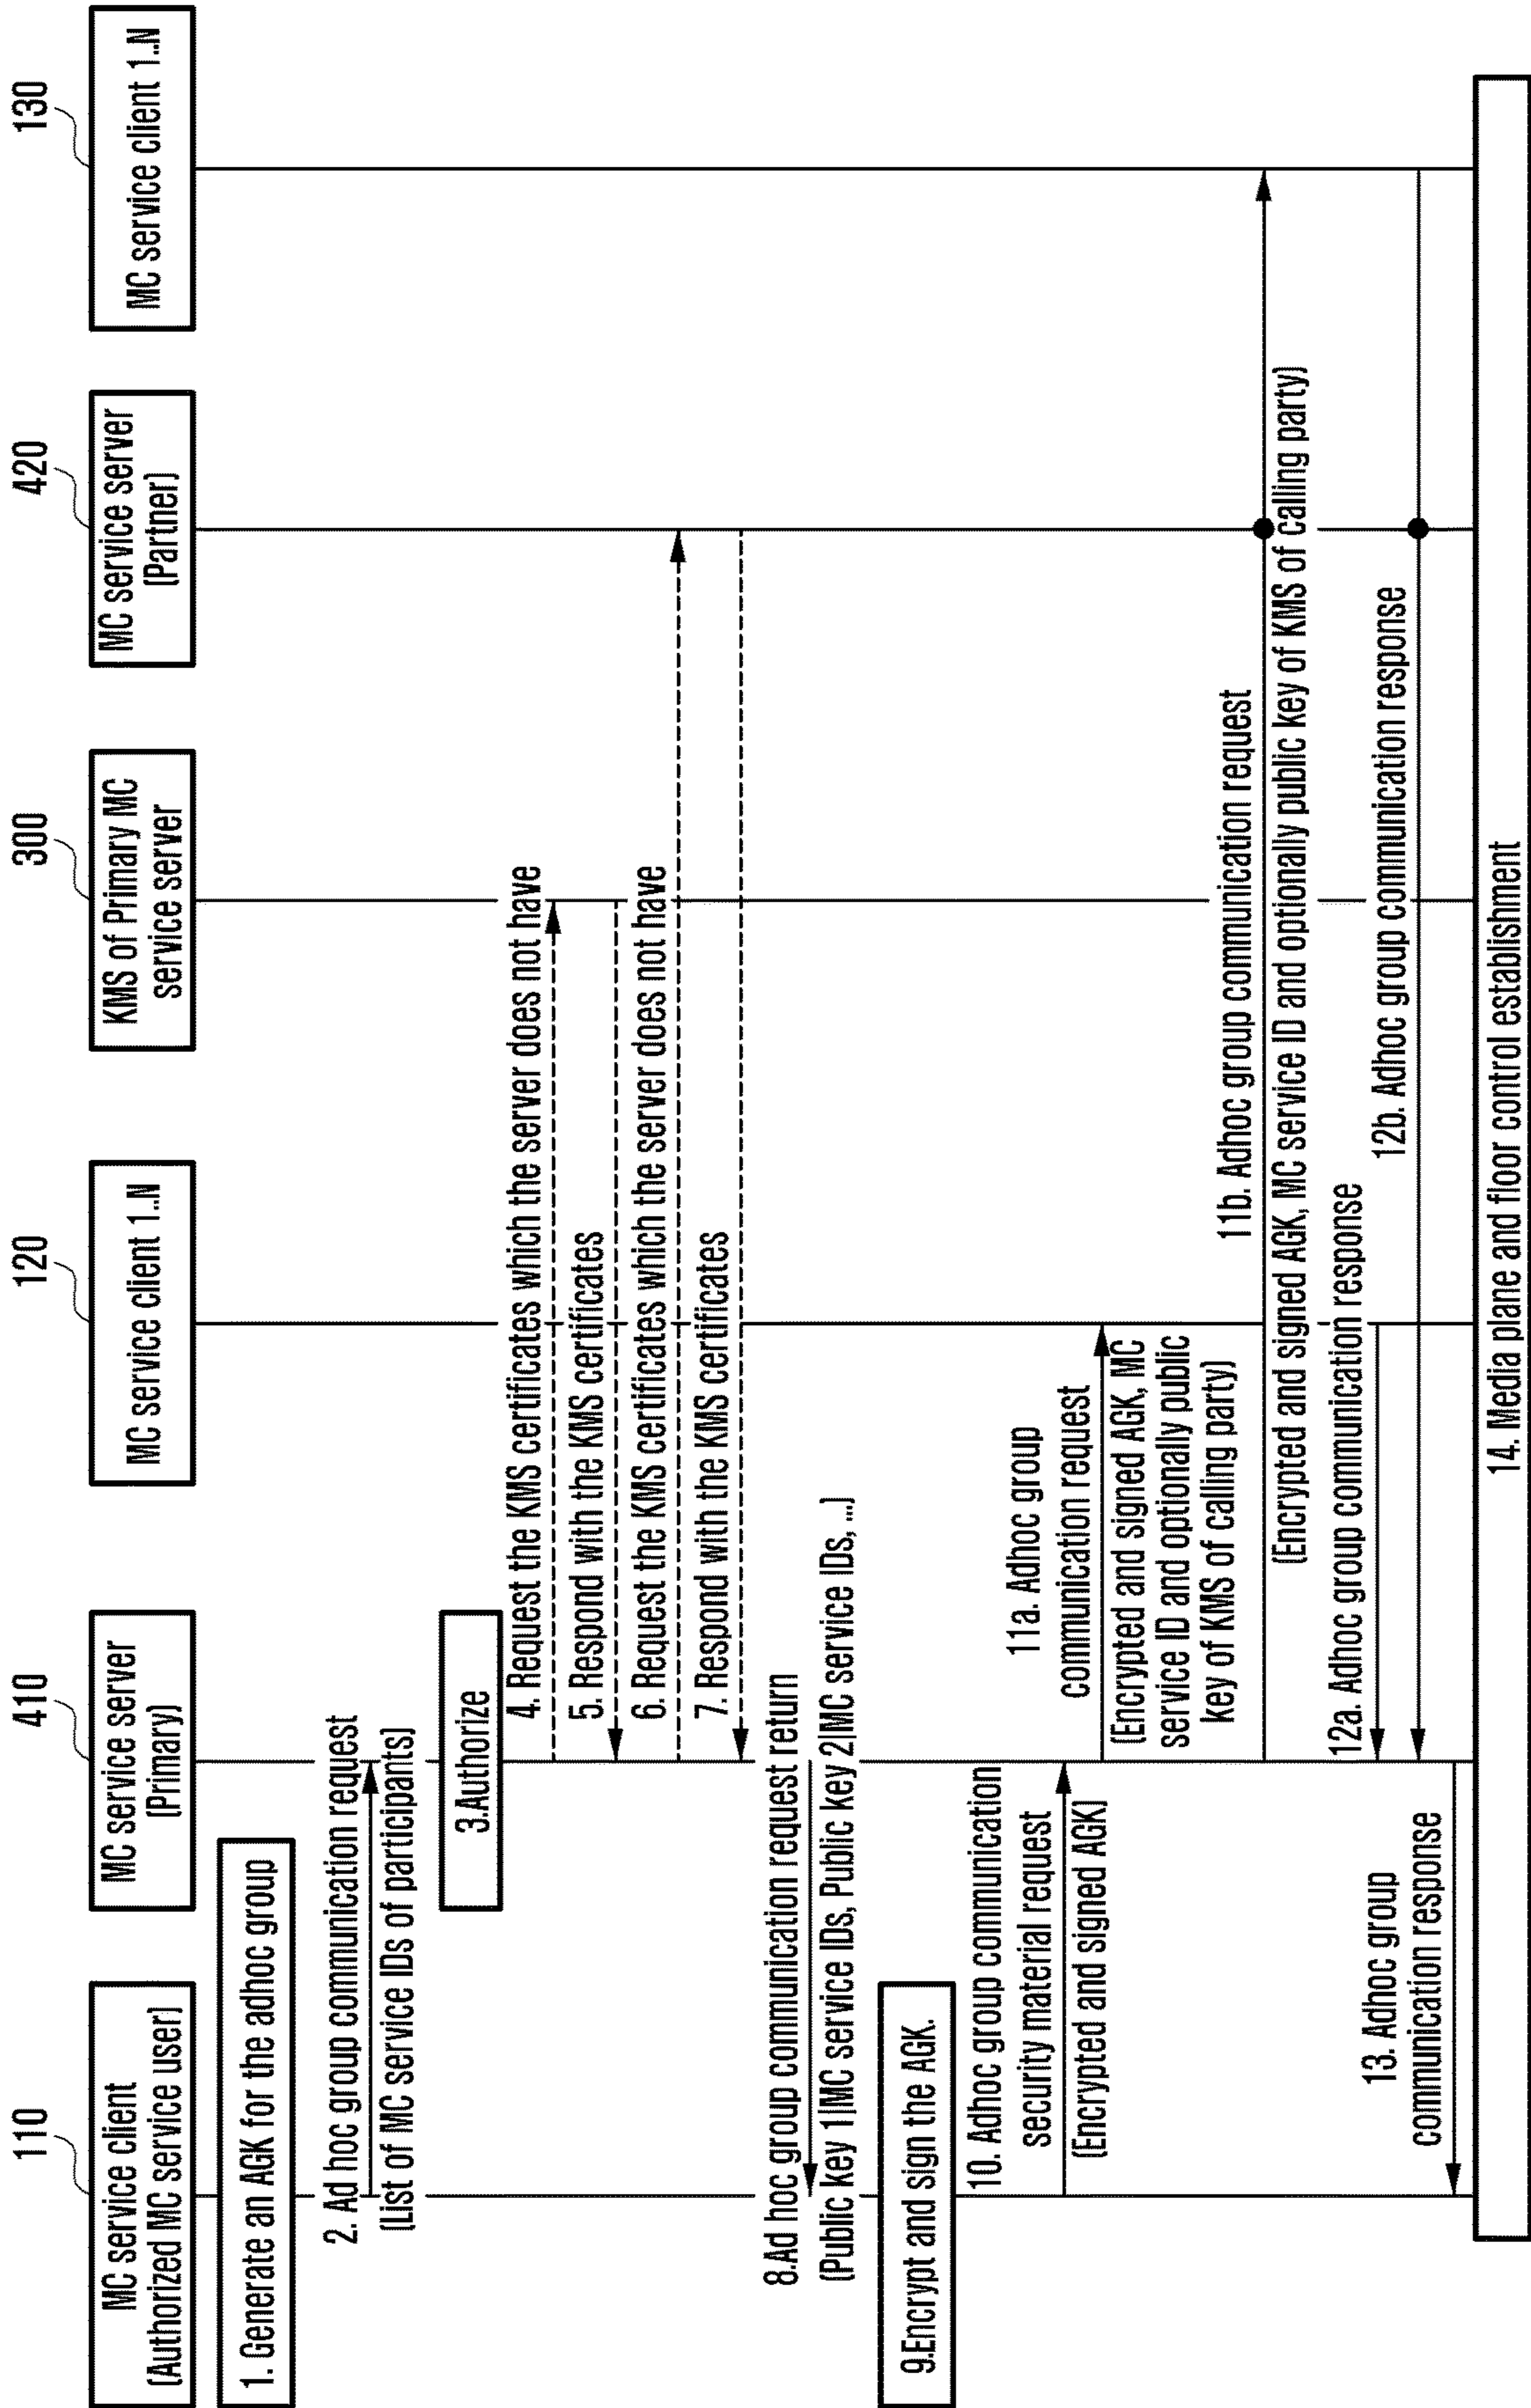 110
410
120
300
420
130
MC service client
(Authorized MC service user)
MC service server
(Primary)
MC service client 1..N
KMS of Primary MC
service server
MC service server
(Partner)
MC service client 1..N
1. Generate an AGK for the adhoc group
2. Ad hoc group communication request
(List of MC service IDs of participants)
3.Authorize
4. Request the KMS certificates which the server does not have
5. Respond with the KMS certificates
6. Request the KMS certificates which the server does not have
7. Respond with the KMS certificates
8.Ad hoc group communication request return
(Public key 1|MC service IDs, Public key 2|MC service IDs, ...)
9.Encrypt and sign the AGK.
10. Adhoc group communication
security material request
(Encrypted and signed AGK)
11a. Adhoc group
communication request
(Encrypted and signed AGK, MC
service ID and optionally public
key of KMS of calling party)
11b. Adhoc group communication request
(Encrypted and signed AGK, MC service ID and optionally public key of KMS of calling party)
12a. Adhoc group communication response
12b. Adhoc group communication response
13. Adhoc group
communication response
14. Media plane and floor control establishment